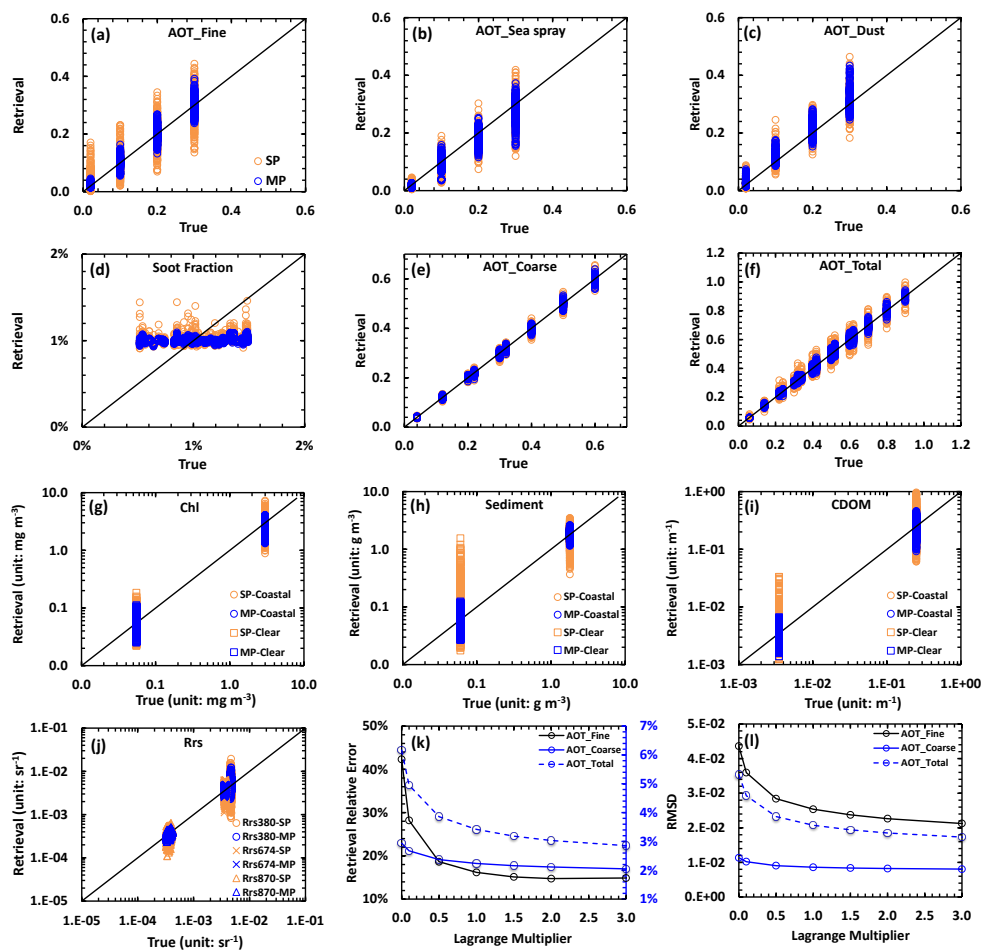 (a) AOT_Fine
Retrieval
0.6
0.4
0.2
0.0
SP
MP
0.0 0.2 0.4 0.6
True
(b) AOT_Sea spray
Retrieval
0.6
0.4
0.2
0.0
0.0 0.2 0.4 0.6
True
(c) AOT_Dust
Retrieval
0.6
0.4
0.2
0.0
0.0 0.2 0.4 0.6
True
(d) Soot Fraction
Retrieval
2%
1%
0%
0% 1% 2%
True
(e) AOT_Coarse
Retrieval
0.6
0.4
0.2
0.0
0.0 0.2 0.4 0.6
True
(f) AOT_Total
Retrieval
1.2
1.0
0.8
0.6
0.4
0.2
0.0
0.0 0.2 0.4 0.6 0.8 1.0 1.2
True
(g) Chl
Retrieval (unit: mg m⁻³)
10.0
1.0
0.1
0.0
SP-Coastal
MP-Coastal
SP-Clear
MP-Clear
0.0 0.1 1.0 10.0
True (unit: mg m⁻³)
(h) Sediment
Retrieval (unit: g m⁻³)
10.0
1.0
0.1
0.0
SP-Coastal
MP-Coastal
SP-Clear
MP-Clear
0.0 0.1 1.0 10.0
True (unit: g m⁻³)
(i) CDOM
Retrieval (unit: m⁻¹)
1.E+00
1.E-01
1.E-02
1.E-03
SP-Coastal
MP-Coastal
SP-Clear
MP-Clear
1.E-03 1.E-02 1.E-01 1.E+00
True (unit: m⁻¹)
(j) Rrs
Retrieval (unit: sr⁻¹)
1.E-01
1.E-02
1.E-03
1.E-04
1.E-05
Rrs380-SP
Rrs380-MP
Rrs674-SP
Rrs674-MP
Rrs870-SP
Rrs870-MP
1.E-05 1.E-04 1.E-03 1.E-02 1.E-01
True (unit: sr⁻¹)
(k)
AOT_Fine
AOT_Coarse
AOT_Total
Retrieval Relative Error
50%
45%
40%
35%
30%
25%
20%
15%
10%
7%
6%
5%
4%
3%
2%
1%
0.0 0.5 1.0 1.5 2.0 2.5 3.0
Lagrange Multiplier
(l)
AOT_Fine
AOT_Coarse
AOT_Total
RMSD
5.E-02
4.E-02
3.E-02
2.E-02
1.E-02
0.E+00
0.0 0.5 1.0 1.5 2.0 2.5 3.0
Lagrange Multiplier